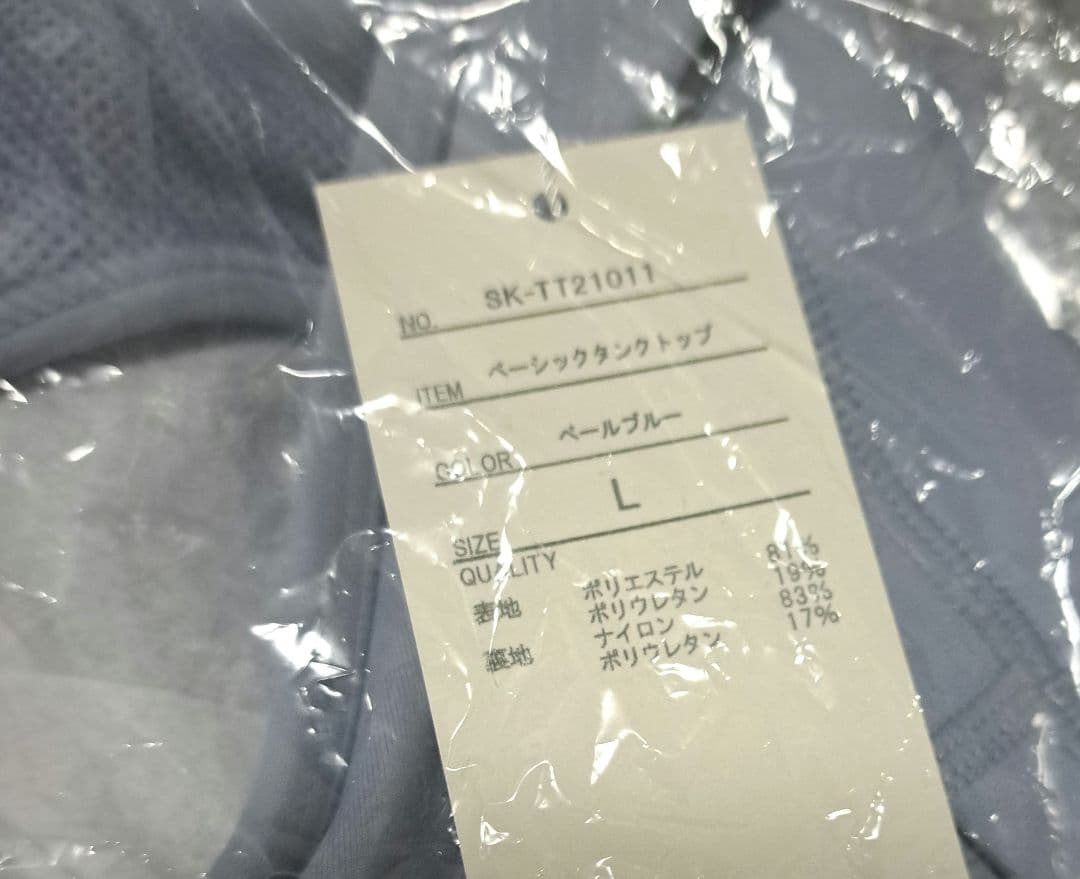 NO. SK-TT21011
ITEM ベーシックタンクトップ
COLOR ペールブルー
SIZE L
QUALITY
表地 ポリエステル 81%
ポリウレタン 19%
裏地 ナイロン 83%
ポリウレタン 17%